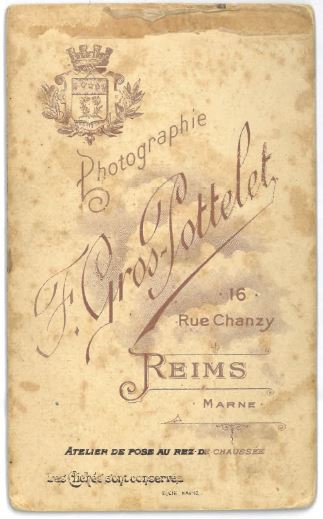 Photographie
F. Gros-Pottelet
· 16 ·
Rue Chanzy
REIMS
· MARNE ·
ATELIER DE POSE AU REZ-DE-CHAUSSÉE
Les Clichés sont conservés